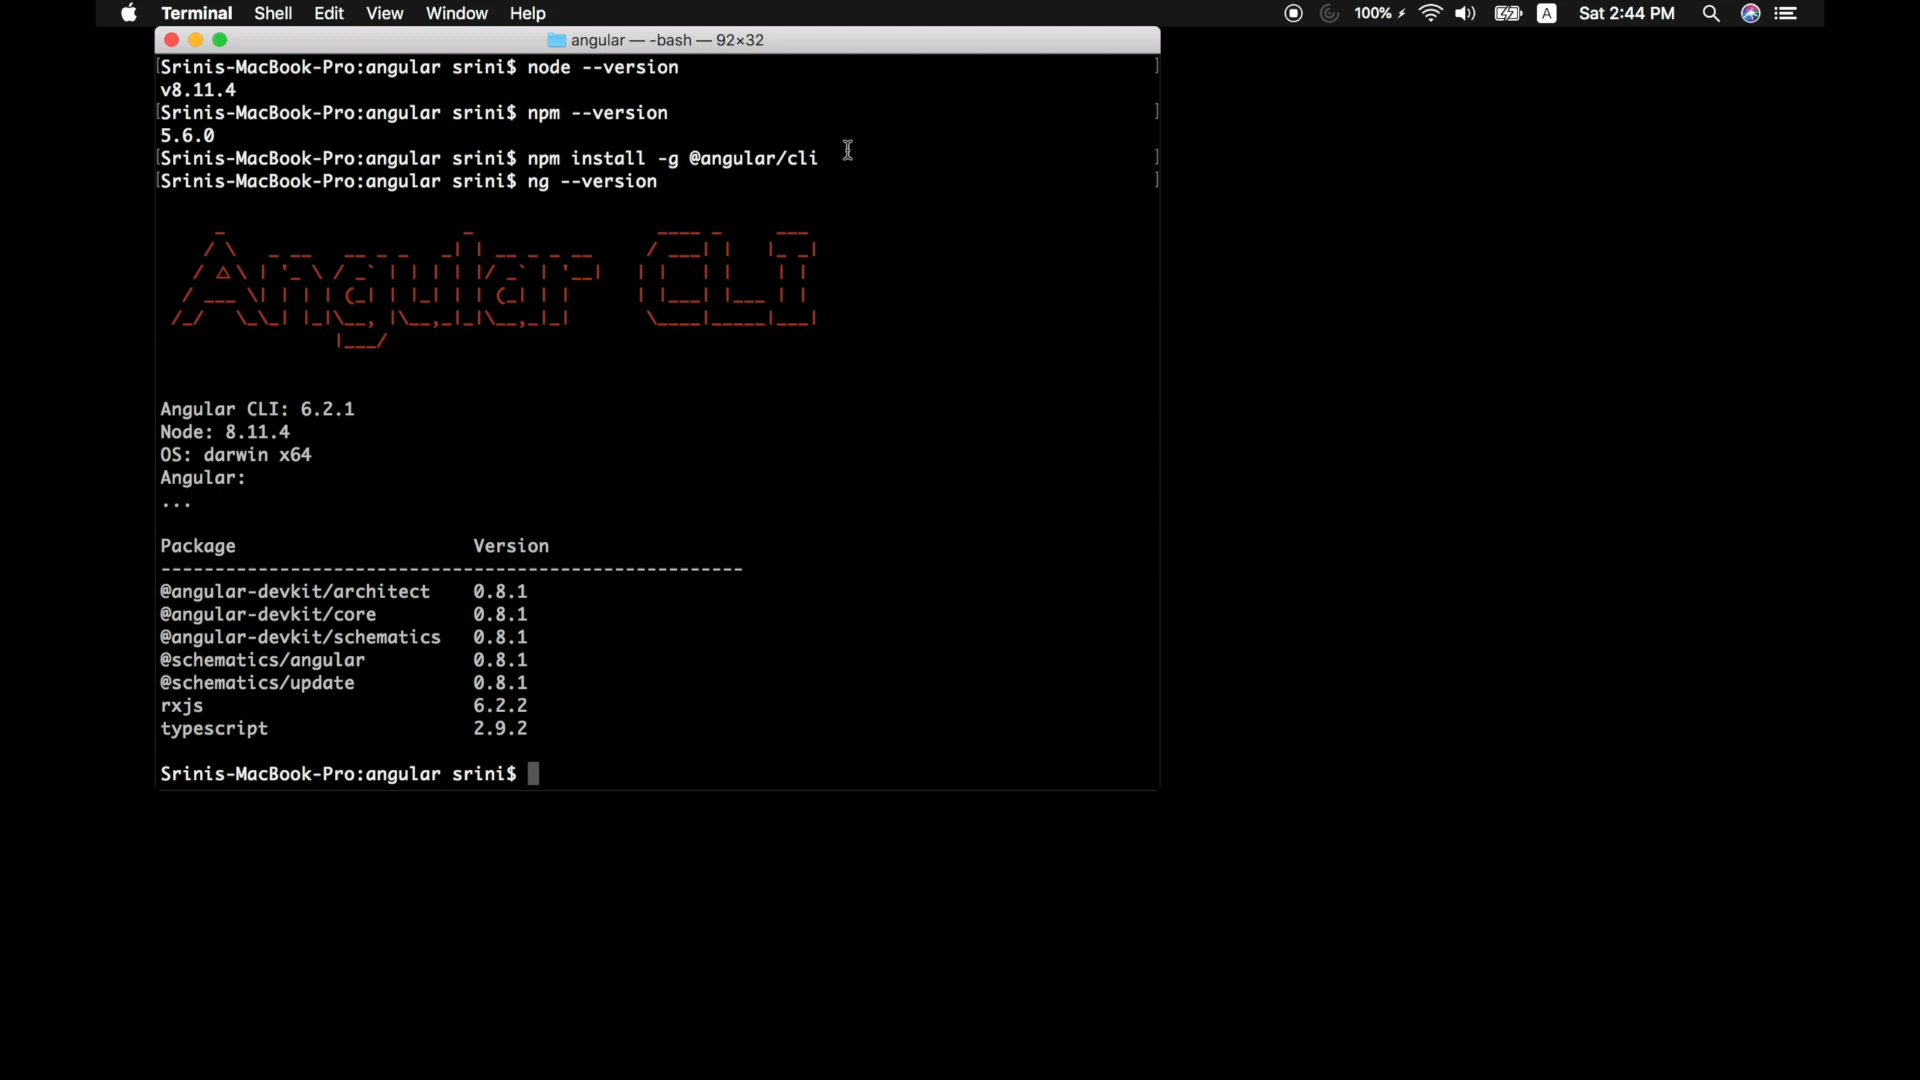 Terminal Shell Edit View Window Help 100% A Sat 2:44 PM
angular — -bash — 92×32
[Srinis-MacBook-Pro:angular srini$ node --version ]
v8.11.4
[Srinis-MacBook-Pro:angular srini$ npm --version ]
5.6.0
[Srinis-MacBook-Pro:angular srini$ npm install -g @angular/cli ]
[Srinis-MacBook-Pro:angular srini$ ng --version ]
Angular CLI
Angular CLI: 6.2.1
Node: 8.11.4
OS: darwin x64
Angular:
...
Package Version
------------------------------------------------------
@angular-devkit/architect 0.8.1
@angular-devkit/core 0.8.1
@angular-devkit/schematics 0.8.1
@schematics/angular 0.8.1
@schematics/update 0.8.1
rxjs 6.2.2
typescript 2.9.2
Srinis-MacBook-Pro:angular srini$